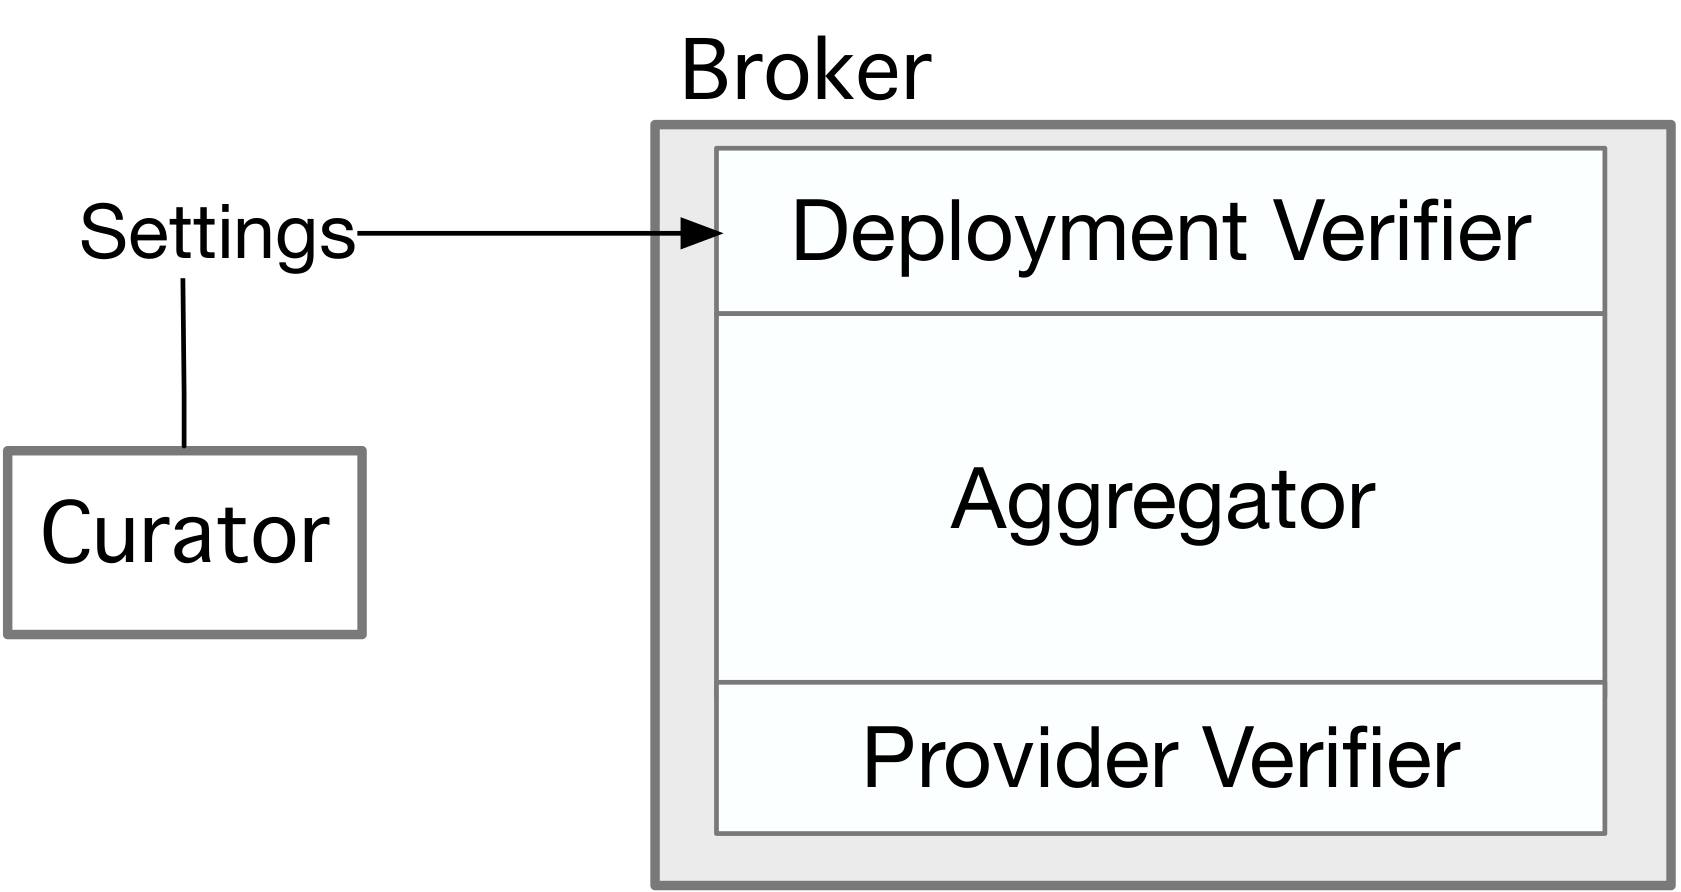 Broker
Settings
Deployment Verifier
Aggregator
Curator
Provider Verifier